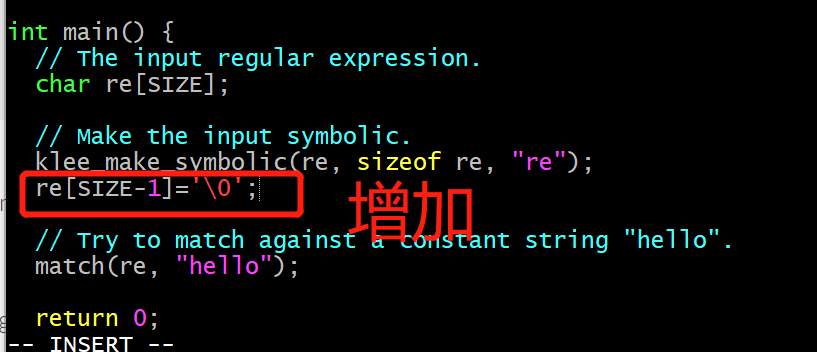 int main() {
// The input regular expression.
char re[SIZE];
// Make the input symbolic.
klee_make_symbolic(re, sizeof re, "re");
re[SIZE-1]='\0';
增加
// Try to match against a constant string "hello".
match(re, "hello");
return 0;
-- INSERT --